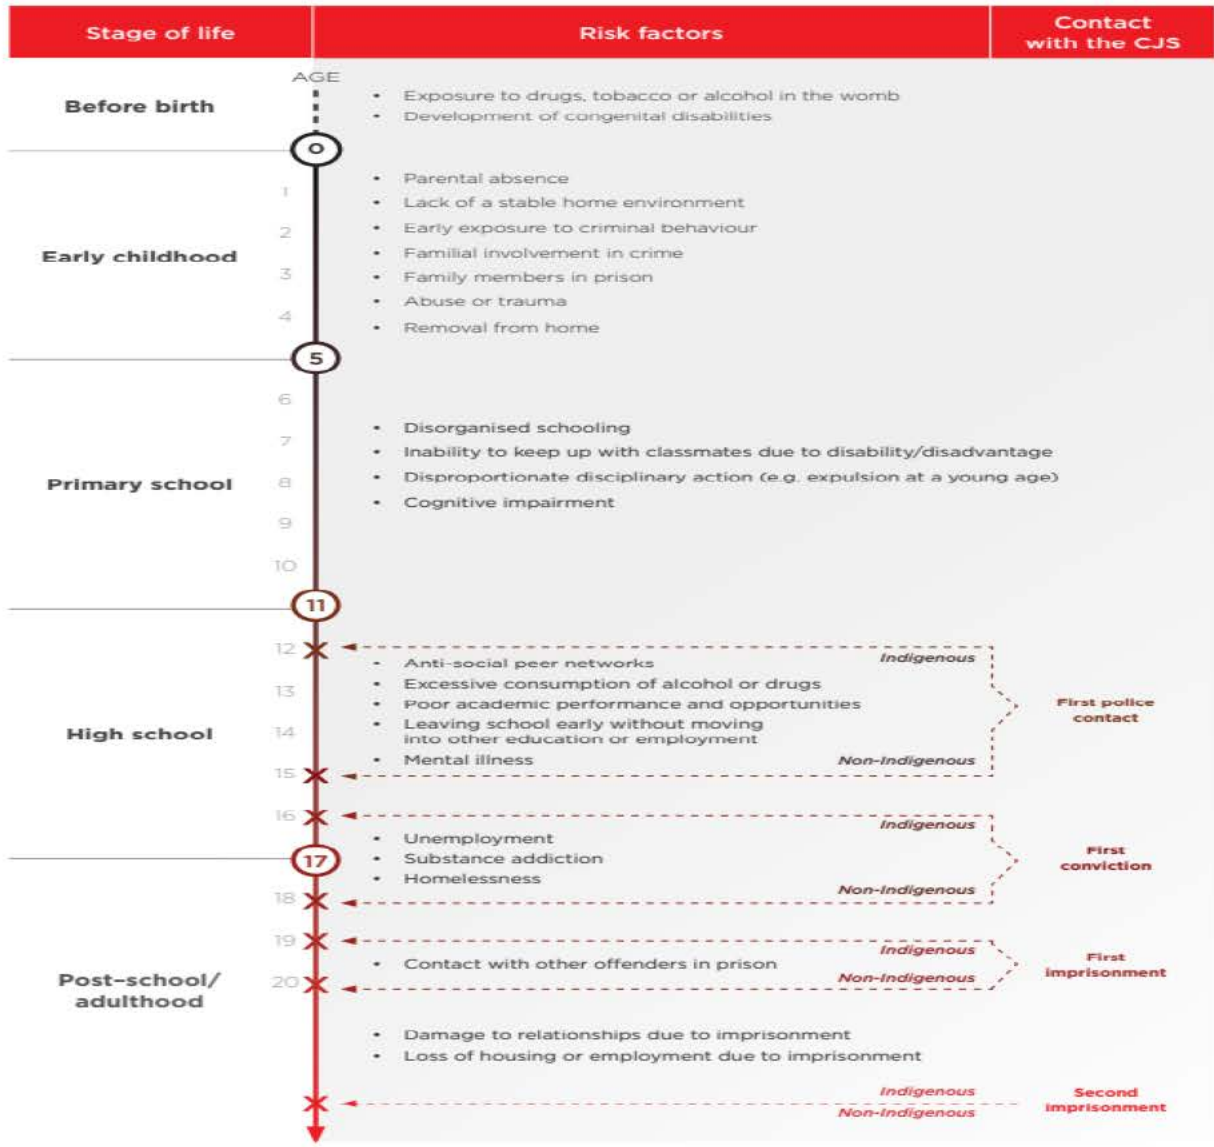 Stage of life
Risk factors
Contact
with the CJS
AGE
Before birth
• Exposure to drugs, tobacco or alcohol in the womb
• Development of congenital disabilities
0
1
2
3
4
Early childhood
• Parental absence
• Lack of a stable home environment
• Early exposure to criminal behaviour
• Familial involvement in crime
• Family members in prison
• Abuse or trauma
• Removal from home
5
6
7
8
9
10
Primary school
• Disorganised schooling
• Inability to keep up with classmates due to disability/disadvantage
• Disproportionate disciplinary action (e.g. expulsion at a young age)
• Cognitive impairment
11
12
13
14
15
16
High school
Indigenous
• Anti-social peer networks
• Excessive consumption of alcohol or drugs
• Poor academic performance and opportunities
• Leaving school early without moving
into other education or employment
• Mental illness
Non-Indigenous
First police
contact
Indigenous
• Unemployment
• Substance addiction
• Homelessness
Non-Indigenous
First
conviction
17
18
19
20
Post-school/
adulthood
Indigenous
• Contact with other offenders in prison
Non-Indigenous
First
imprisonment
• Damage to relationships due to imprisonment
• Loss of housing or employment due to imprisonment
Indigenous
Non-Indigenous
Second
imprisonment